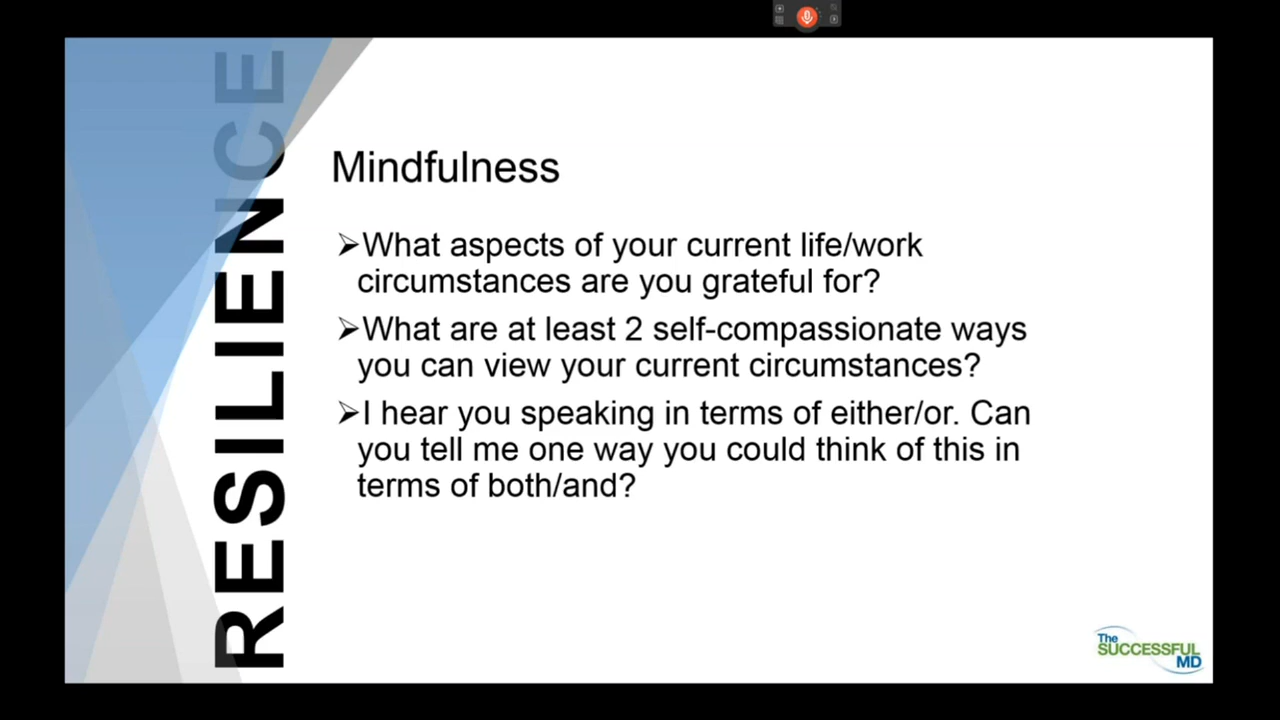 RESILIENCE
Mindfulness
➢What aspects of your current life/work
circumstances are you grateful for?
➢What are at least 2 self-compassionate ways
you can view your current circumstances?
➢I hear you speaking in terms of either/or. Can
you tell me one way you could think of this in
terms of both/and?
The
SUCCESSFUL
MD